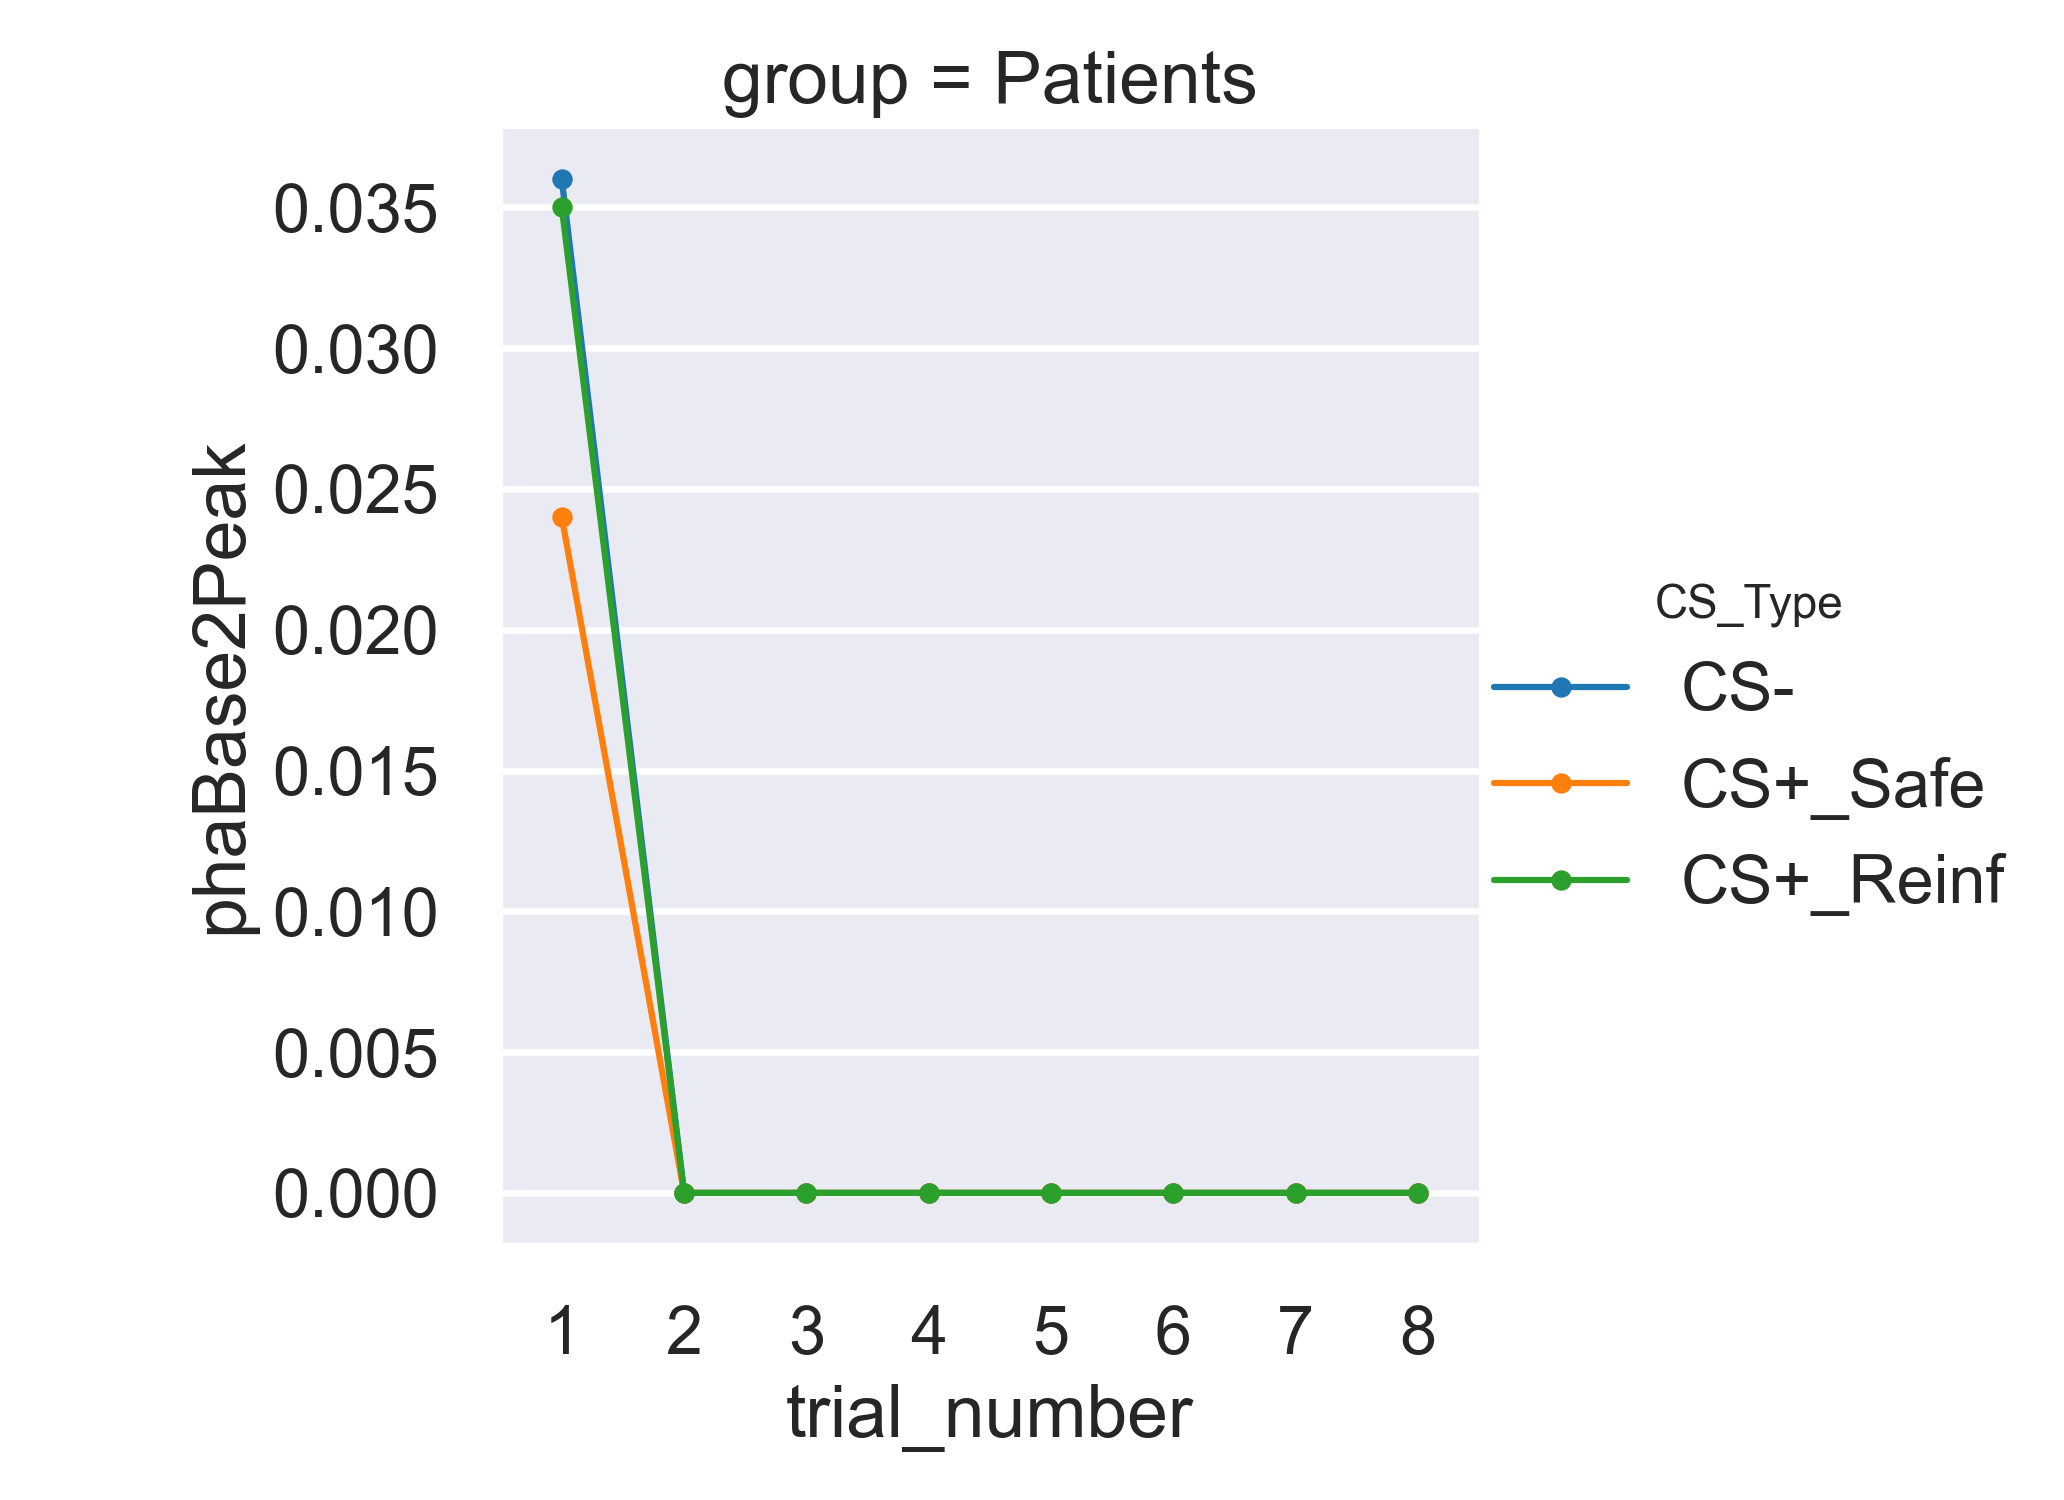 group = Patients
phaBase2Peak
0.035
0.030
0.025
0.020
0.015
0.010
0.005
0.000
1 2 3 4 5 6 7 8
trial_number
CS_Type
CS-
CS+_Safe
CS+_Reinf